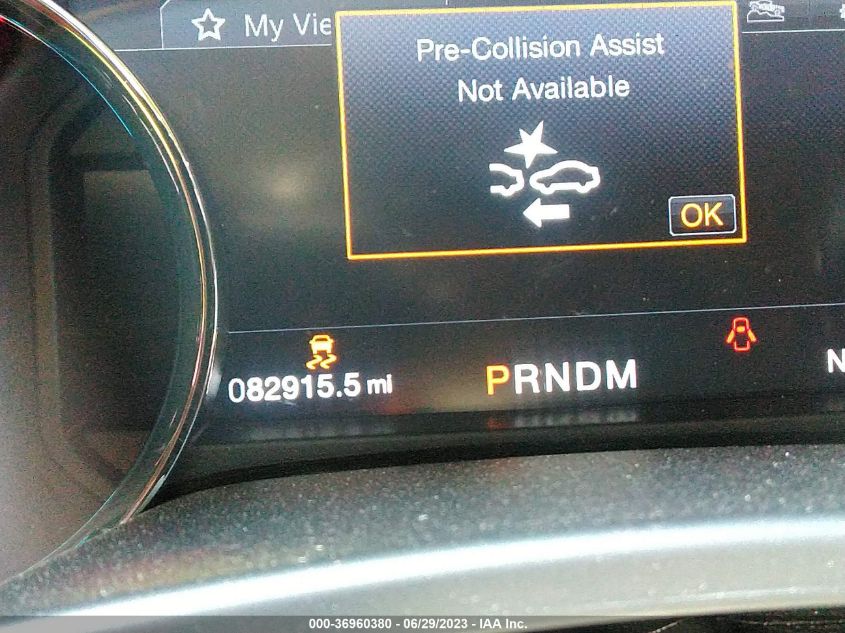 My Vie
Pre-Collision Assist
Not Available
OK
082915.5 mi
PRNDM
N
000-36960380 - 06/29/2023 - IAA Inc.